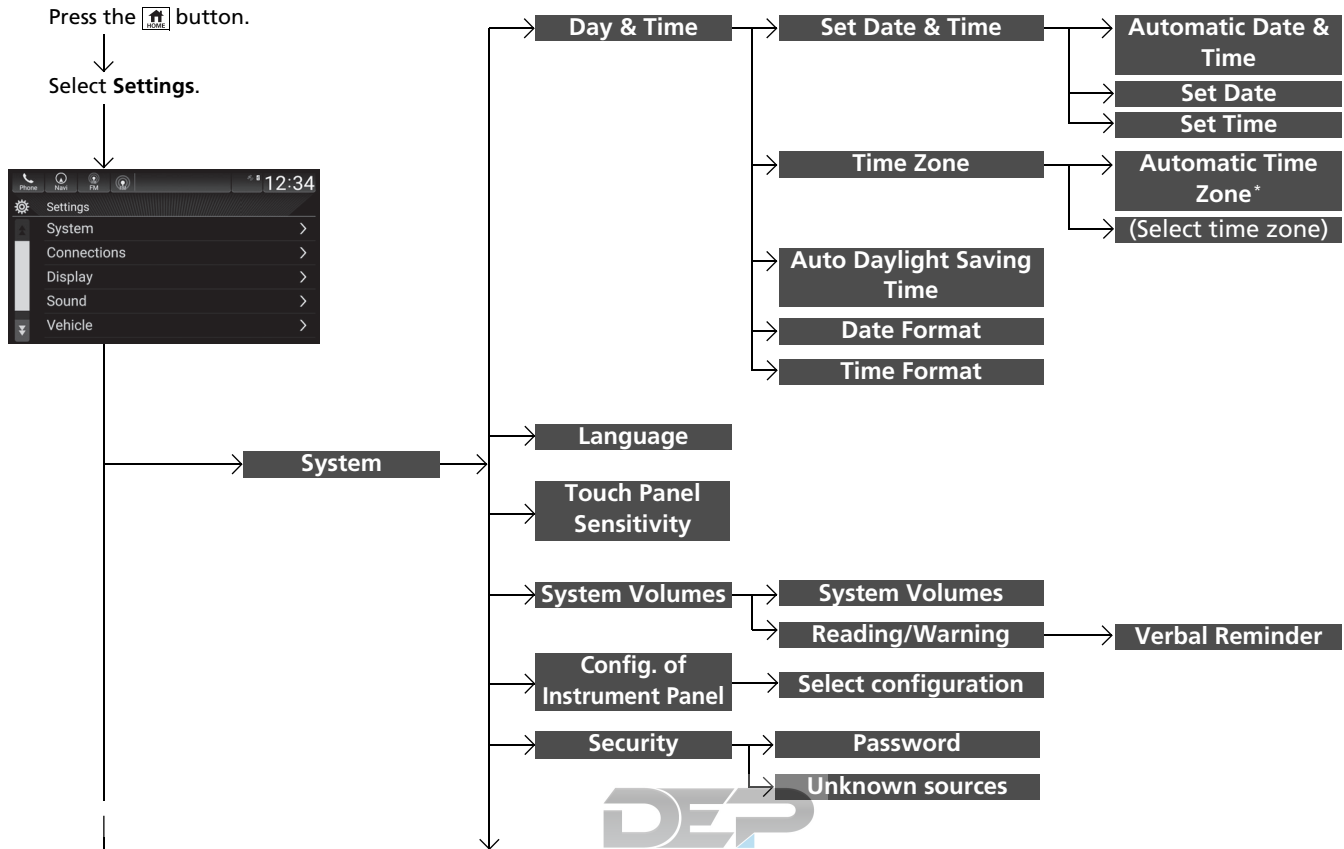 Press the HOME button.
Select Settings.
Phone Navi FM 12:34
Settings
System
Connections
Display
Sound
Vehicle
System
Day & Time
Set Date & Time
Automatic Date &
Time
Set Date
Set Time
Time Zone
Automatic Time
Zone*
(Select time zone)
Auto Daylight Saving
Time
Date Format
Time Format
Language
Touch Panel
Sensitivity
System Volumes
System Volumes
Reading/Warning
Verbal Reminder
Config. of
Instrument Panel
Select configuration
Security
Password
Unknown sources
DEP